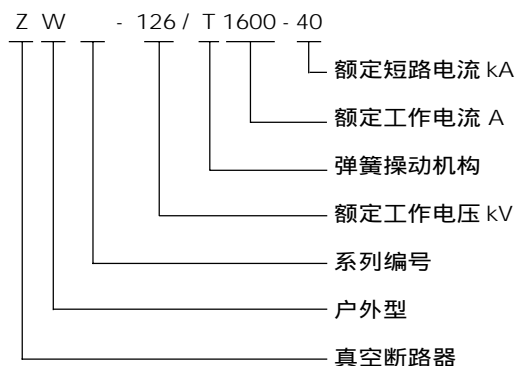 Z W - 126 / T 1600 - 40
额定短路电流 kA
额定工作电流 A
弹簧操动机构
额定工作电压 kV
系列编号
户外型
真空断路器